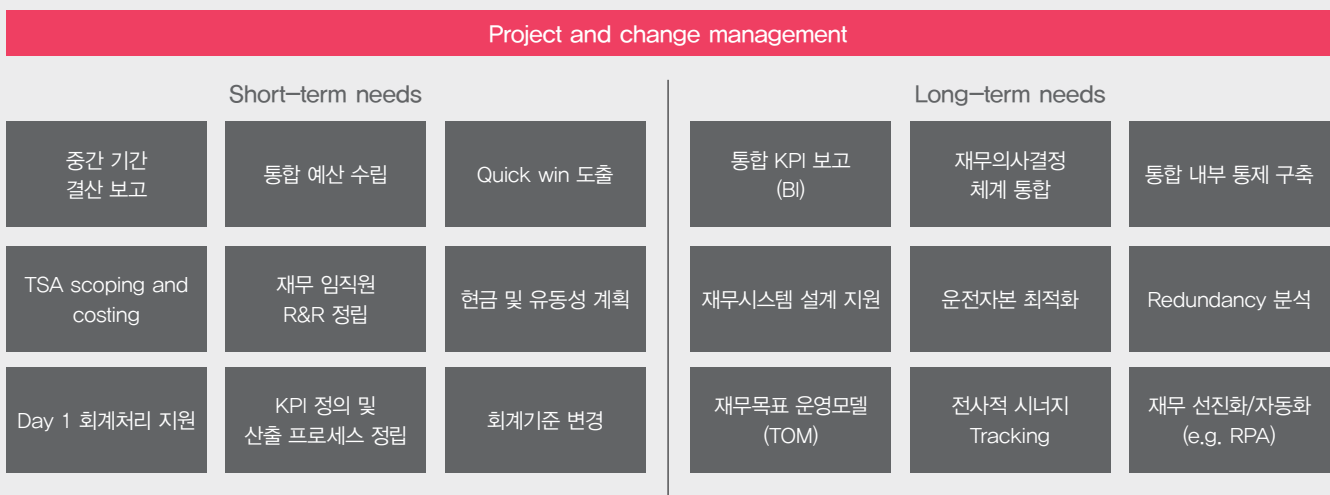 Project and change management
Short-term needs
중간 기간
결산 보고
통합 예산 수립
Quick win 도출
TSA scoping and
costing
재무 임직원
R&R 정립
현금 및 유동성 계획
Day 1 회계처리 지원
KPI 정의 및
산출 프로세스 정립
회계기준 변경
Long-term needs
통합 KPI 보고
(BI)
재무의사결정
체계 통합
통합 내부 통제 구축
재무시스템 설계 지원
운전자본 최적화
Redundancy 분석
재무목표 운영모델
(TOM)
전사적 시너지
Tracking
재무 선진화/자동화
(e.g. RPA)